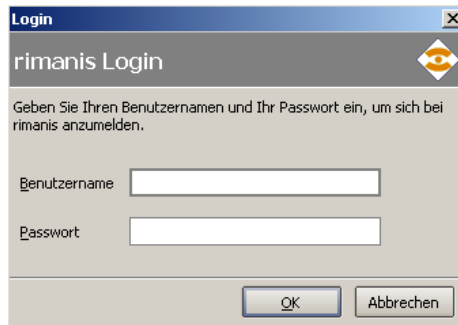 Login
rimanis Login
Geben Sie Ihren Benutzernamen und Ihr Passwort ein, um sich bei
rimanis anzumelden.
Benutzername
Passwort
OK
Abbrechen